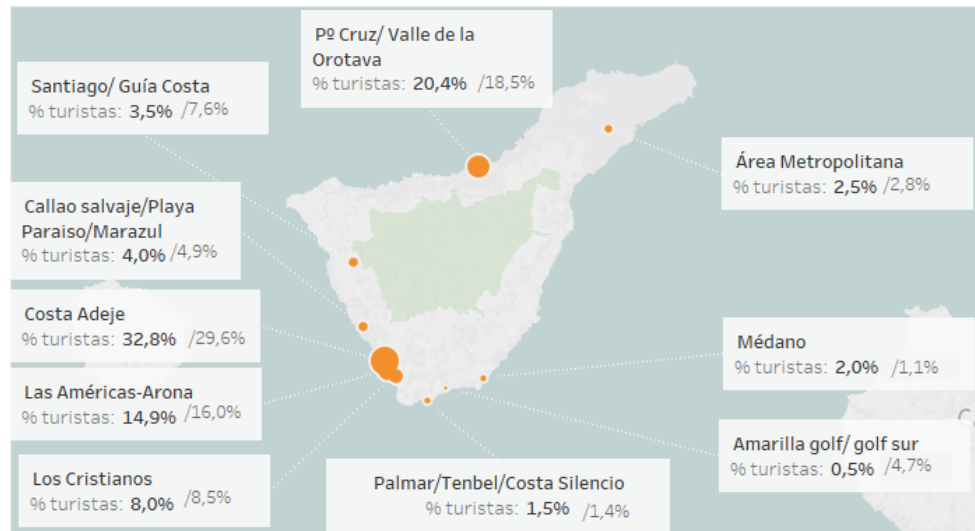 Pº Cruz/ Valle de la
Orotava
% turistas: 20,4% /18,5%
Santiago/ Guía Costa
% turistas: 3,5% /7,6%
Área Metropolitana
% turistas: 2,5% /2,8%
Callao salvaje/Playa
Paraiso/Marazul
% turistas: 4,0% /4,9%
Costa Adeje
% turistas: 32,8% /29,6%
Médano
% turistas: 2,0% /1,1%
Las Américas-Arona
% turistas: 14,9% /16,0%
Amarilla golf/ golf sur
% turistas: 0,5% /4,7%
Los Cristianos
% turistas: 8,0% /8,5%
Palmar/Tenbel/Costa Silencio
% turistas: 1,5% /1,4%